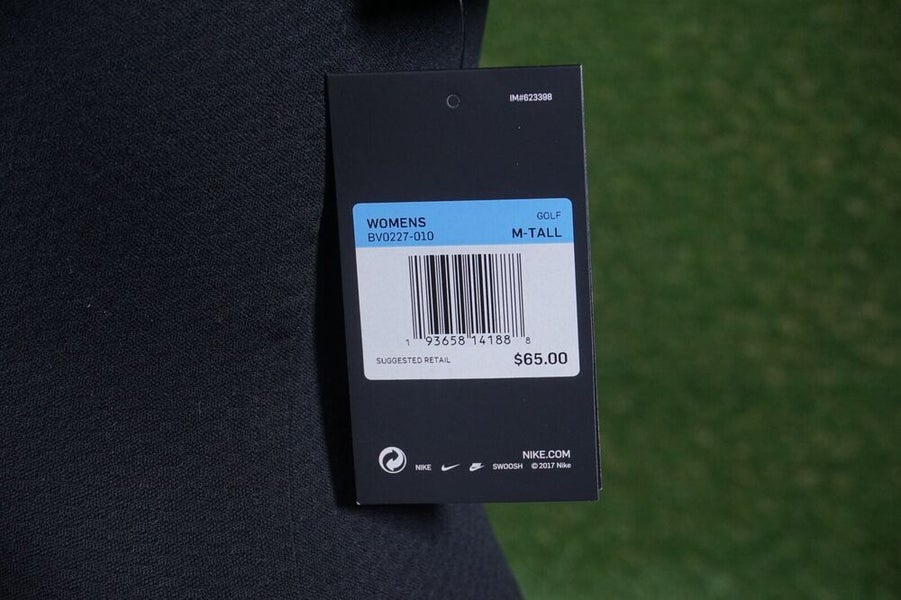 IM#623398
WOMENS
GOLF
BV0227-010
M-TALL
1 93658 14188 8
SUGGESTED RETAIL
$65.00
NIKE.COM
NIKE SWOOSH © 2017 Nike